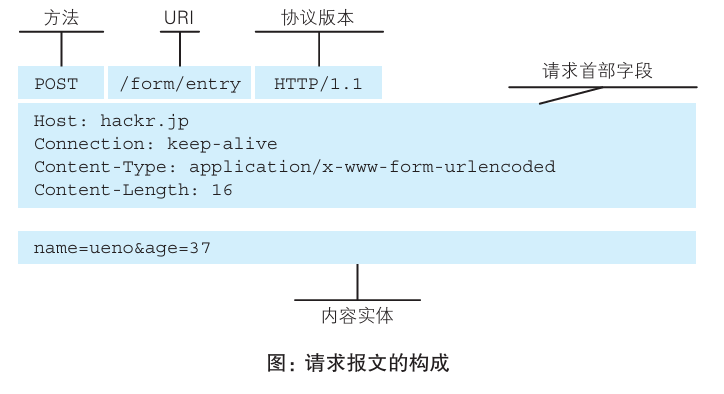 方法 URI 协议版本
POST /form/entry HTTP/1.1
请求首部字段
Host: hackr.jp
Connection: keep-alive
Content-Type: application/x-www-form-urlencoded
Content-Length: 16
name=ueno&age=37
内容实体
图：请求报文的构成